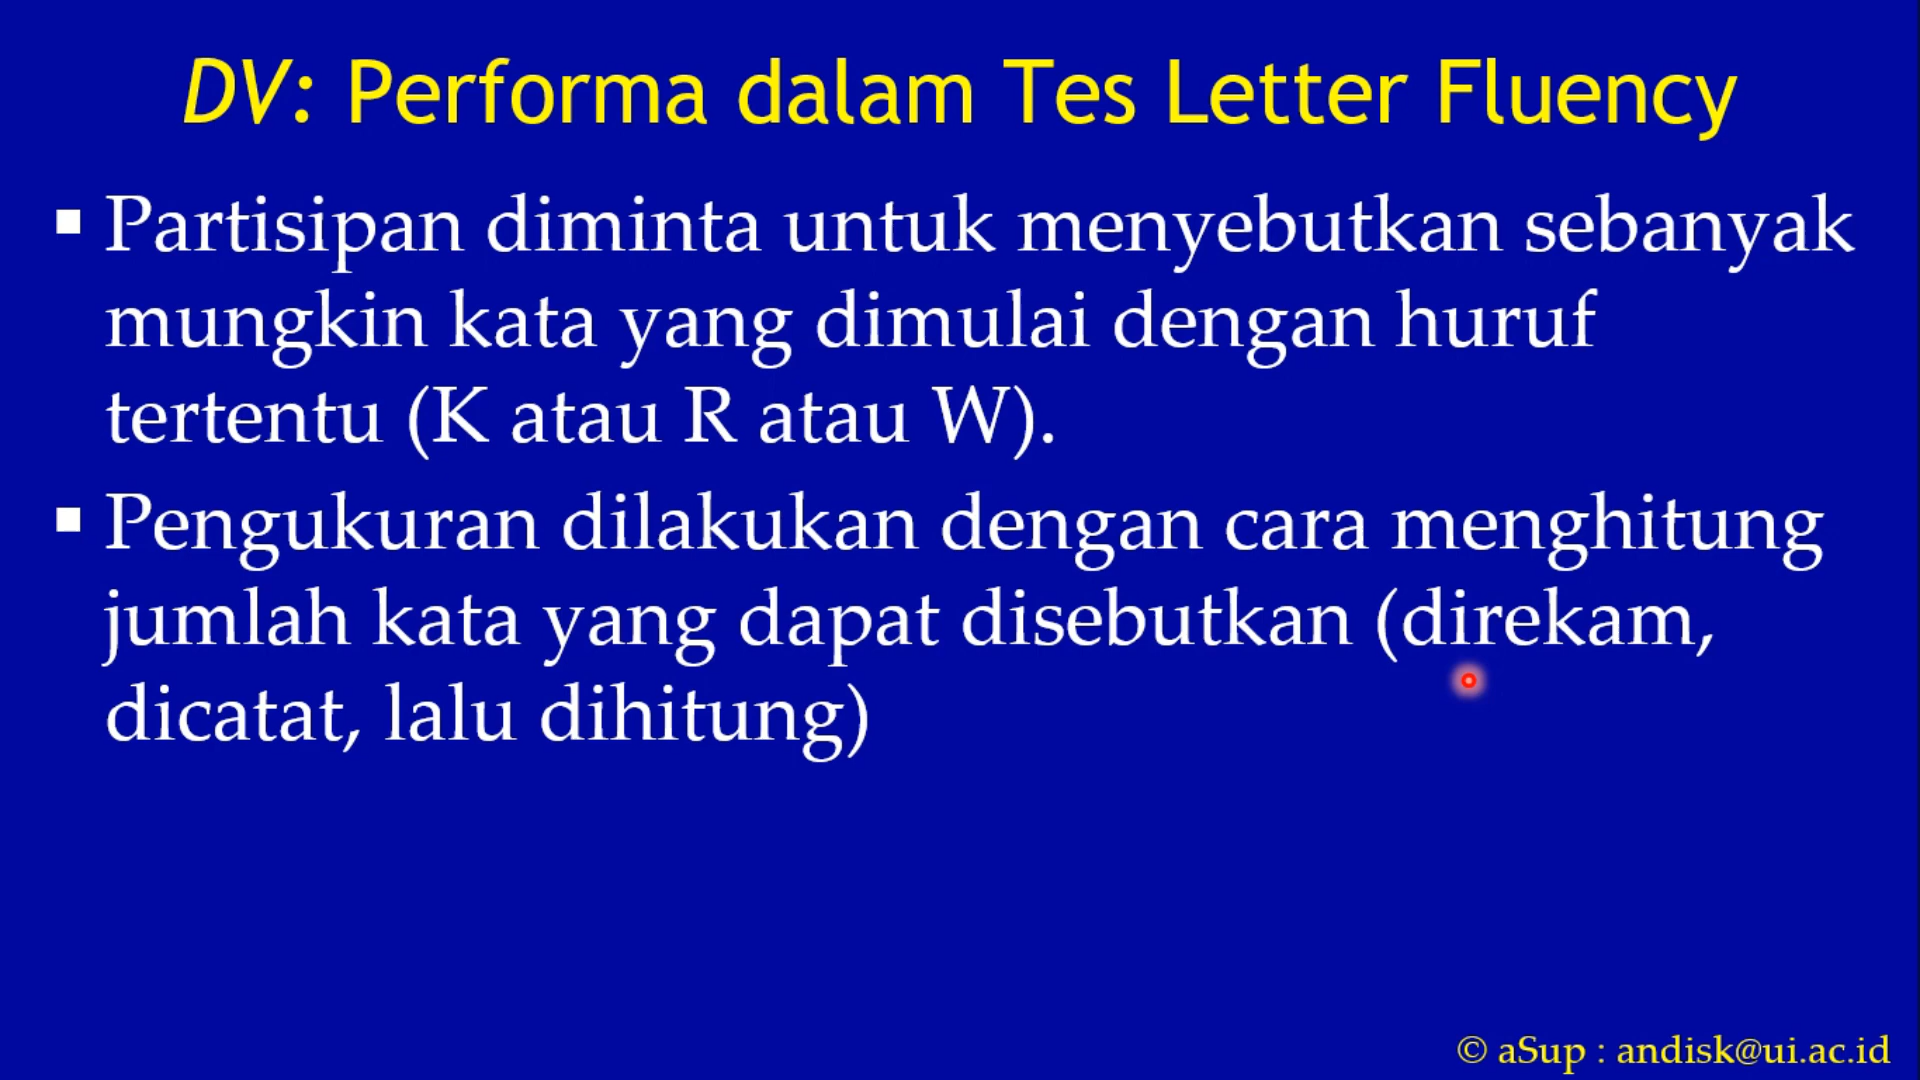 DV: Performa dalam Tes Letter Fluency
▪ Partisipan diminta untuk menyebutkan sebanyak
mungkin kata yang dimulai dengan huruf
tertentu (K atau R atau W).
▪ Pengukuran dilakukan dengan cara menghitung
jumlah kata yang dapat disebutkan (direkam,
dicatat, lalu dihitung)
© aSup : andisk@ui.ac.id